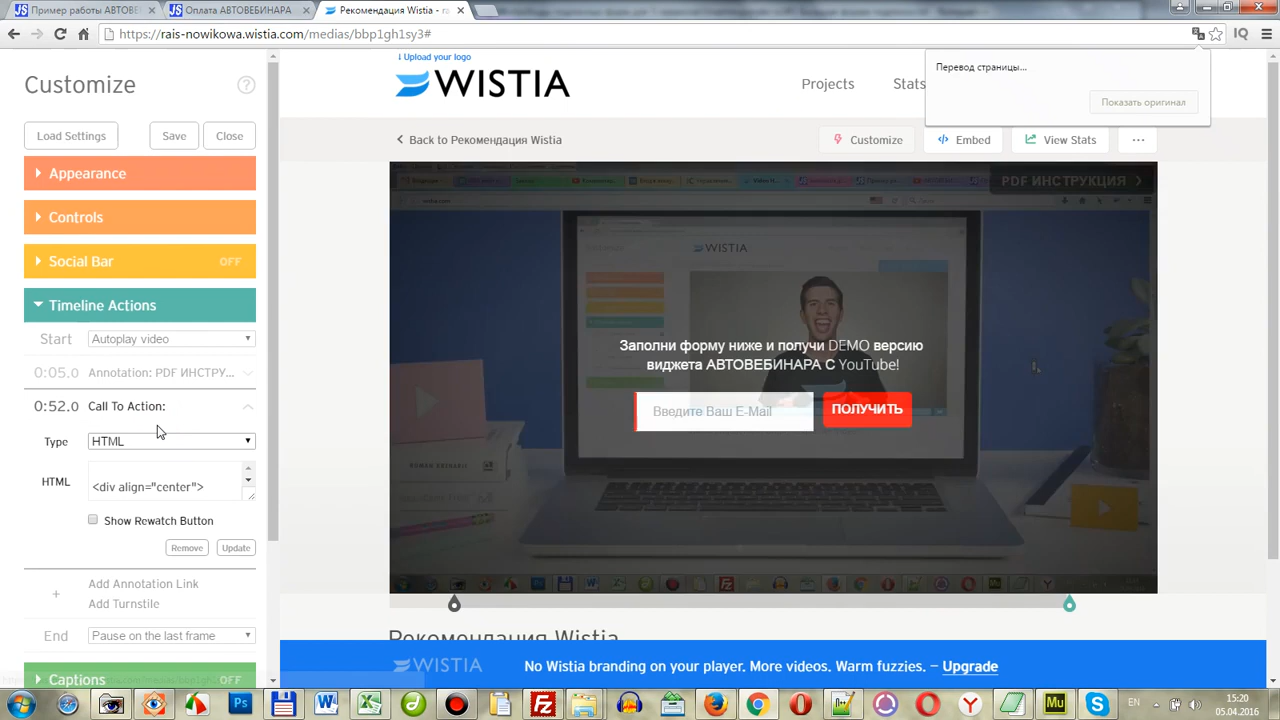 Пример работы АВТОВЕ
Оплата АВТОВЕБИНАРА
Рекомендация Wistia - ra
https://rais-nowikowa.wistia.com/medias/bbp1gh1sy3#
Перевод страницы...
Показать оригинал
Customize
?
Load Settings
Save
Close
Appearance
Controls
Social Bar
OFF
Timeline Actions
Start
Autoplay video
0:05.0
Annotation: PDF ИНСТРУ...
0:52.0
Call To Action:
Type
HTML
HTML
<div align="center">
Show Rewatch Button
Remove
Update
+
Add Annotation Link
Add Turnstile
End
Pause on the last frame
Captions
OFF
Upload your logo
WISTIA
Projects
Stats
Back to Рекомендация Wistia
Customize
Embed
View Stats
...
PDF ИНСТРУКЦИЯ
WISTIA
Заполни форму ниже и получи DEMO версию
виджета АВТОВЕБИНАРА С YouTube!
Введите Ваш E-Mail
ПОЛУЧИТЬ
Рекомендация Wistia
WISTIA
No Wistia branding on your player. More videos. Warm fuzzies. – Upgrade
EN
15:20
05.04.2016